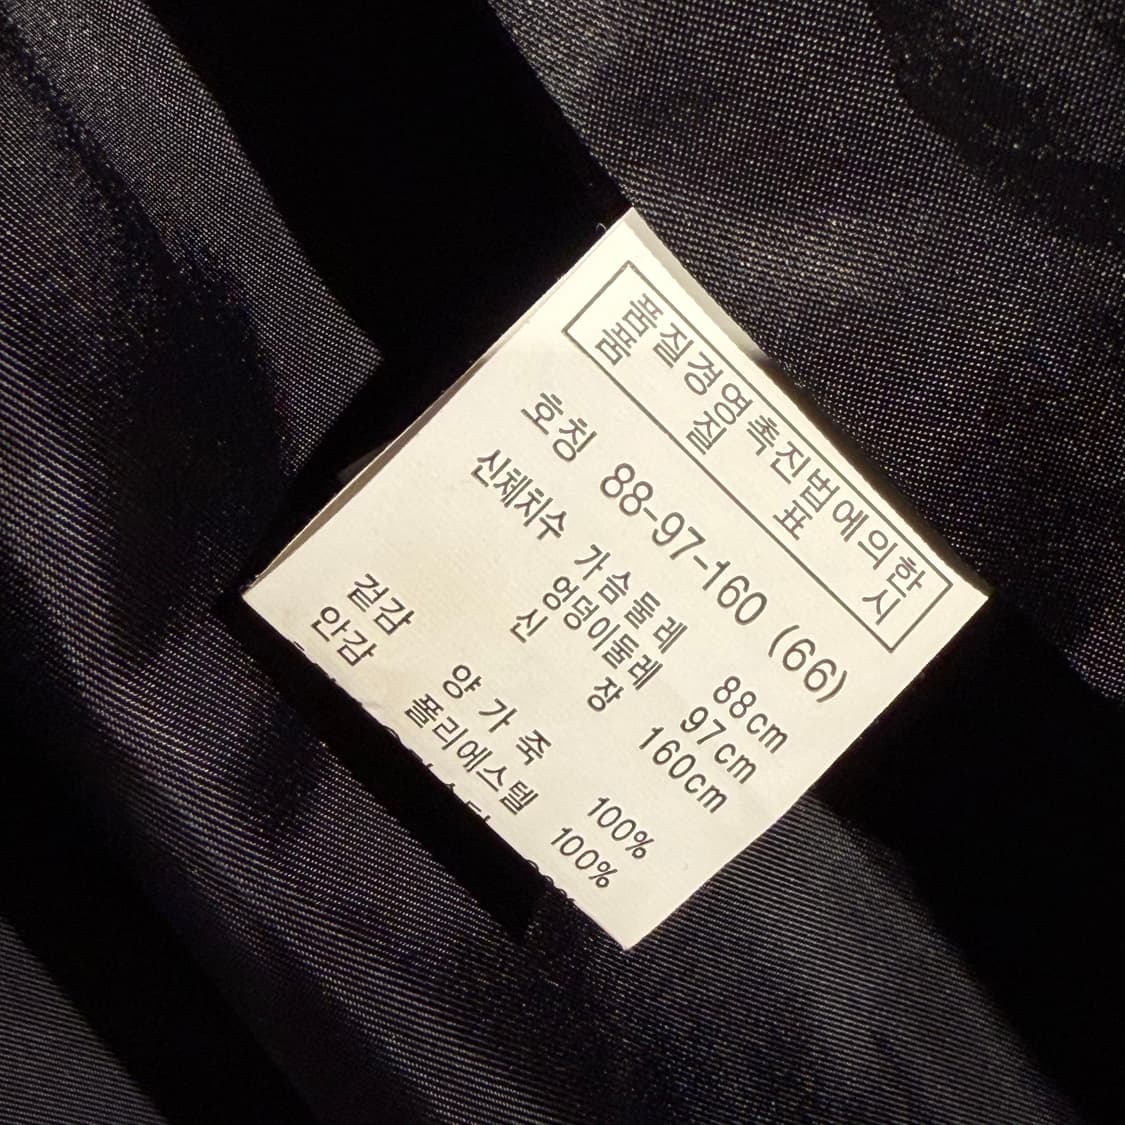 품질경영촉진법에의한
품 질 표 시
호칭 88-97-160 (66)
신체치수 가슴둘레 88cm
엉덩이둘레 97cm
신 장 160cm
겉감 양가죽 100%
안감 폴리에스텔 100%